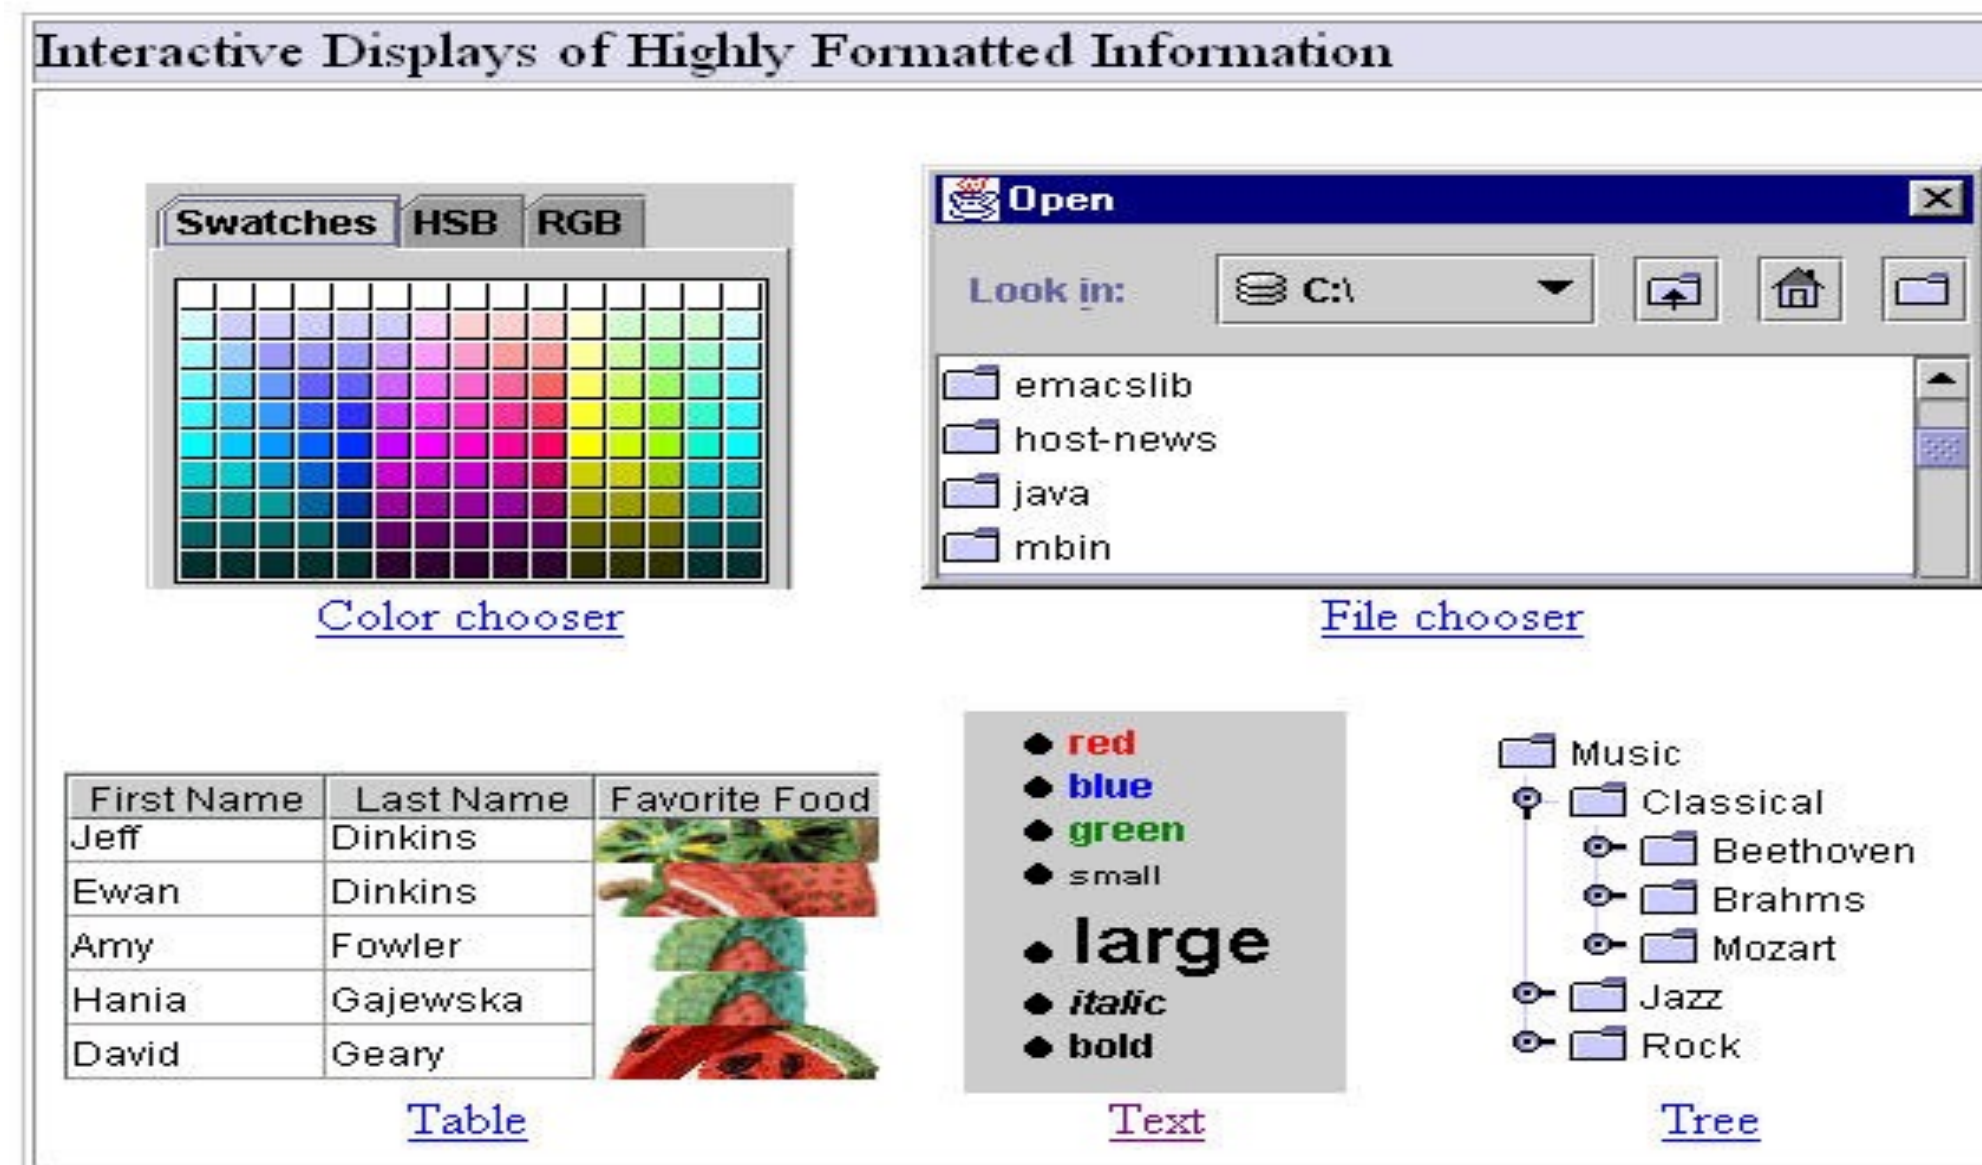 Interactive Displays of Highly Formatted Information
Swatches HSB RGB
Color chooser
Open
Look in: C:\
emacslib
host-news
java
mbin
File chooser
First Name Last Name Favorite Food
Jeff Dinkins
Ewan Dinkins
Amy Fowler
Hania Gajewska
David Geary
Table
red
blue
green
small
large
italic
bold
Text
Music
Classical
Beethoven
Brahms
Mozart
Jazz
Rock
Tree